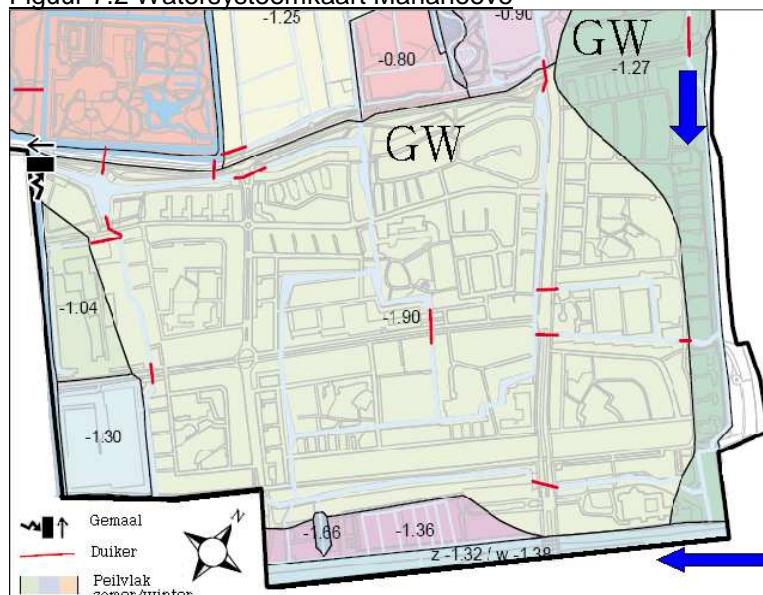 Figuur 7.2 Watersysteemkaart Mariahoeve
-1.25
-0.90
-0.80
GW
-1.27
GW
-1.04
-1.90
-1.30
-1.66
-1.36
z -1.32 / w -1.38
Gemaal
N
Duiker
Peilvlak
zomer/winter